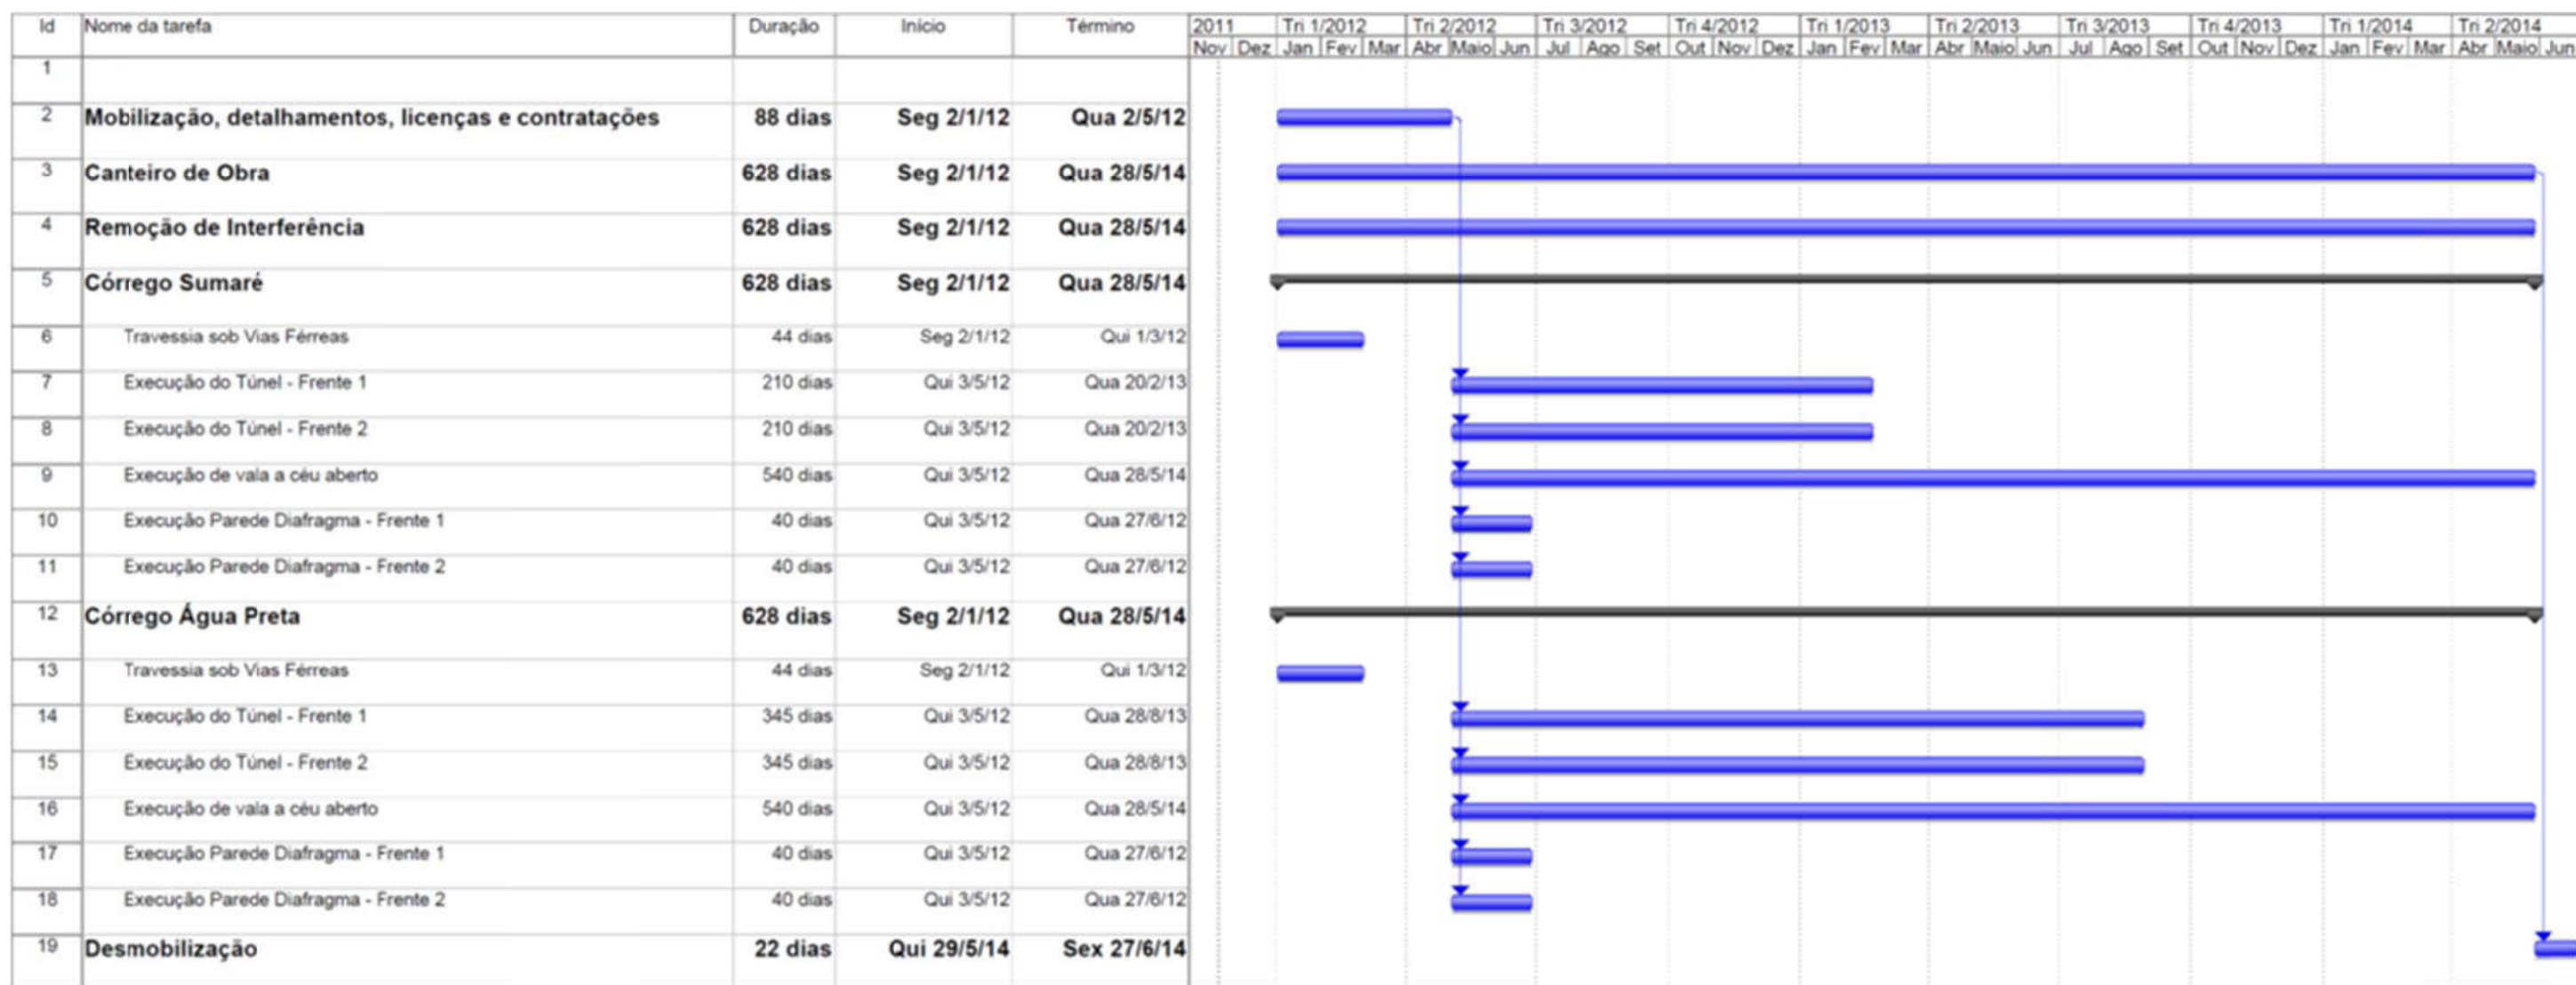 Id Nome da tarefa Duração Início Término 2011 Tri 1/2012 Tri 2/2012 Tri 3/2012 Tri 4/2012 Tri 1/2013 Tri 2/2013 Tri 3/2013 Tri 4/2013 Tri 1/2014 Tri 2/2014
Nov Dez Jan Fev Mar Abr Maio Jun Jul Ago Set Out Nov Dez Jan Fev Mar Abr Maio Jun Jul Ago Set Out Nov Dez Jan Fev Mar Abr Maio Jun
1
2 Mobilização, detalhamentos, licenças e contratações 88 dias Seg 2/1/12 Qua 2/5/12
3 Canteiro de Obra 628 dias Seg 2/1/12 Qua 28/5/14
4 Remoção de Interferência 628 dias Seg 2/1/12 Qua 28/5/14
5 Córrego Sumaré 628 dias Seg 2/1/12 Qua 28/5/14
6 Travessia sob Vias Férreas 44 dias Seg 2/1/12 Qui 1/3/12
7 Execução do Túnel - Frente 1 210 dias Qui 3/5/12 Qua 20/2/13
8 Execução do Túnel - Frente 2 210 dias Qui 3/5/12 Qua 20/2/13
9 Execução de vala a céu aberto 540 dias Qui 3/5/12 Qua 28/5/14
10 Execução Parede Diafragma - Frente 1 40 dias Qui 3/5/12 Qua 27/6/12
11 Execução Parede Diafragma - Frente 2 40 dias Qui 3/5/12 Qua 27/6/12
12 Córrego Água Preta 628 dias Seg 2/1/12 Qua 28/5/14
13 Travessia sob Vias Férreas 44 dias Seg 2/1/12 Qui 1/3/12
14 Execução do Túnel - Frente 1 345 dias Qui 3/5/12 Qua 28/8/13
15 Execução do Túnel - Frente 2 345 dias Qui 3/5/12 Qua 28/8/13
16 Execução de vala a céu aberto 540 dias Qui 3/5/12 Qua 28/5/14
17 Execução Parede Diafragma - Frente 1 40 dias Qui 3/5/12 Qua 27/6/12
18 Execução Parede Diafragma - Frente 2 40 dias Qui 3/5/12 Qua 27/6/12
19 Desmobilização 22 dias Qui 29/5/14 Sex 27/6/14